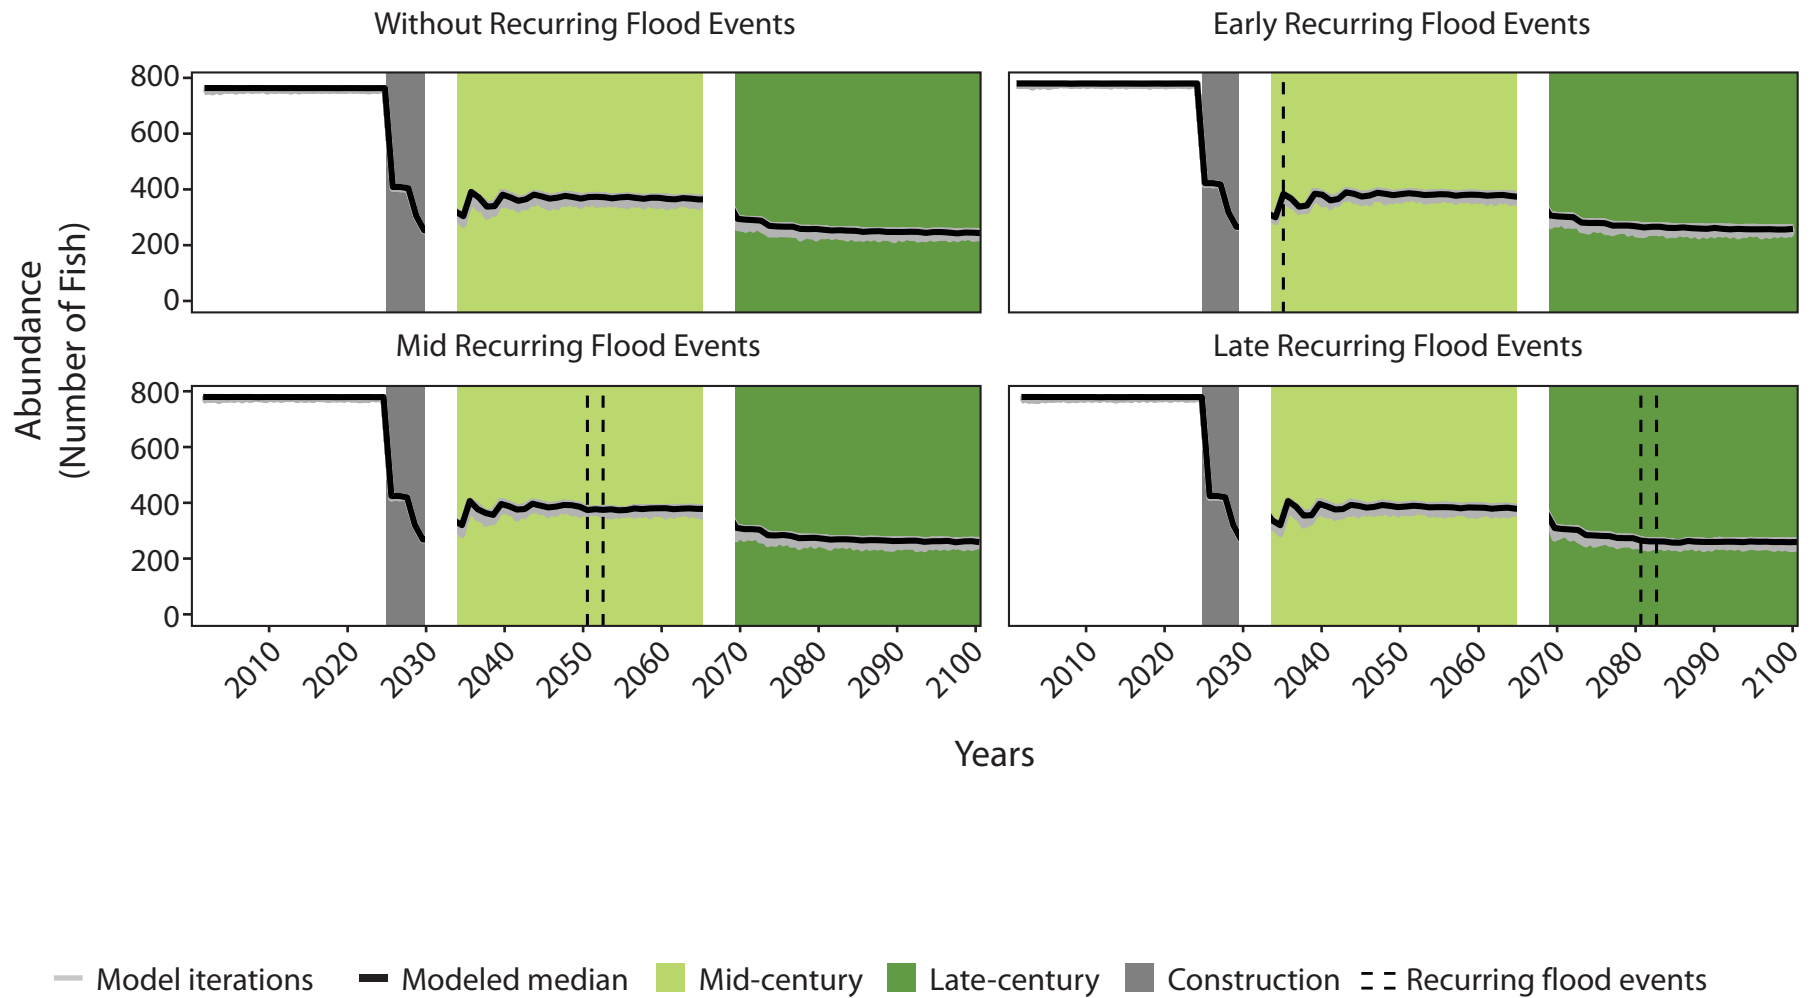 Without Recurring Flood Events
Early Recurring Flood Events
800
600
400
200
0
Mid Recurring Flood Events
Late Recurring Flood Events
800
600
400
200
0
Abundance
(Number of Fish)
2010 2020 2030 2040 2050 2060 2070 2080 2090 2100
2010 2020 2030 2040 2050 2060 2070 2080 2090 2100
Years
Model iterations Modeled median Mid-century Late-century Construction Recurring flood events